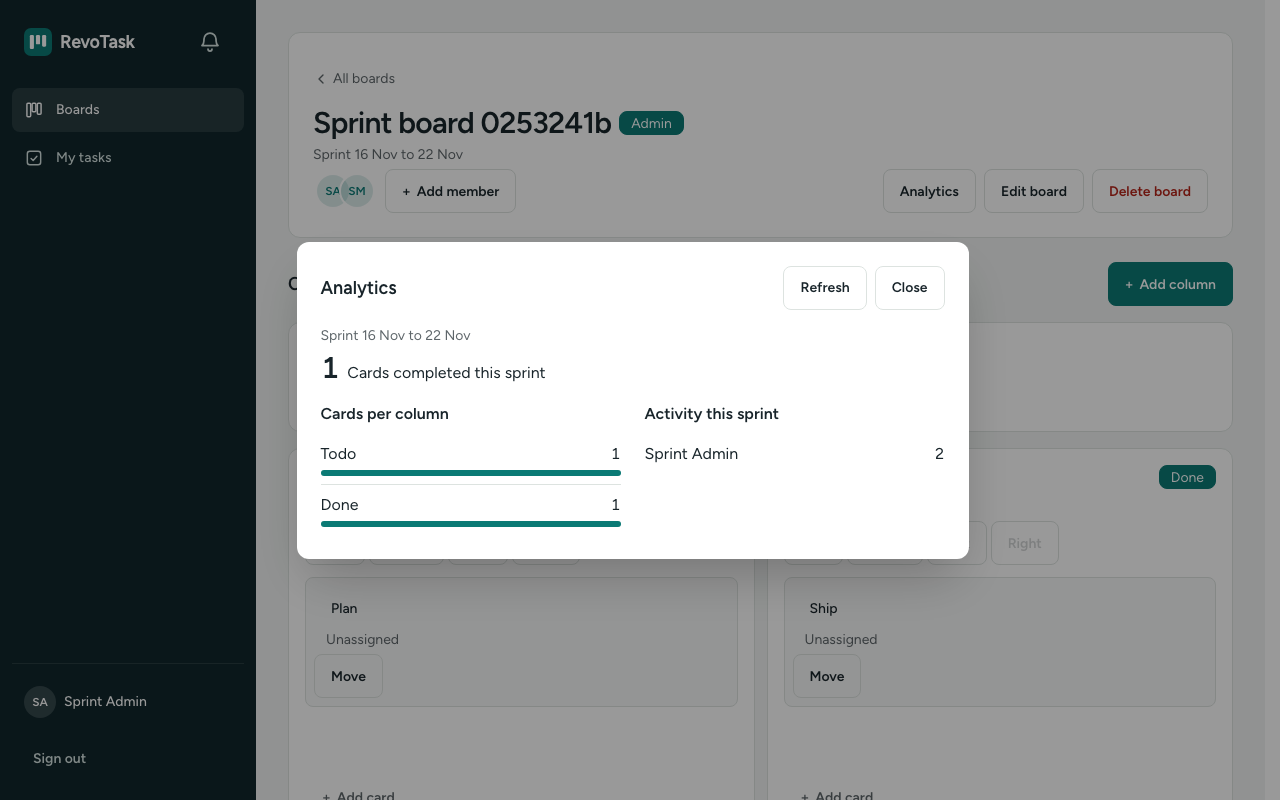 RevoTask
Boards
My tasks
SA
Sprint Admin
Sign out
All boards
Sprint board 0253241b
Admin
Sprint 16 Nov to 22 Nov
SA
SM
+ Add member
Analytics
Edit board
Delete board
+ Add column
Analytics
Refresh
Close
Sprint 16 Nov to 22 Nov
1 Cards completed this sprint
Cards per column
Todo 1
Done 1
Activity this sprint
Sprint Admin 2
Done
Right
Plan
Unassigned
Move
Ship
Unassigned
Move
+ Add card
+ Add card